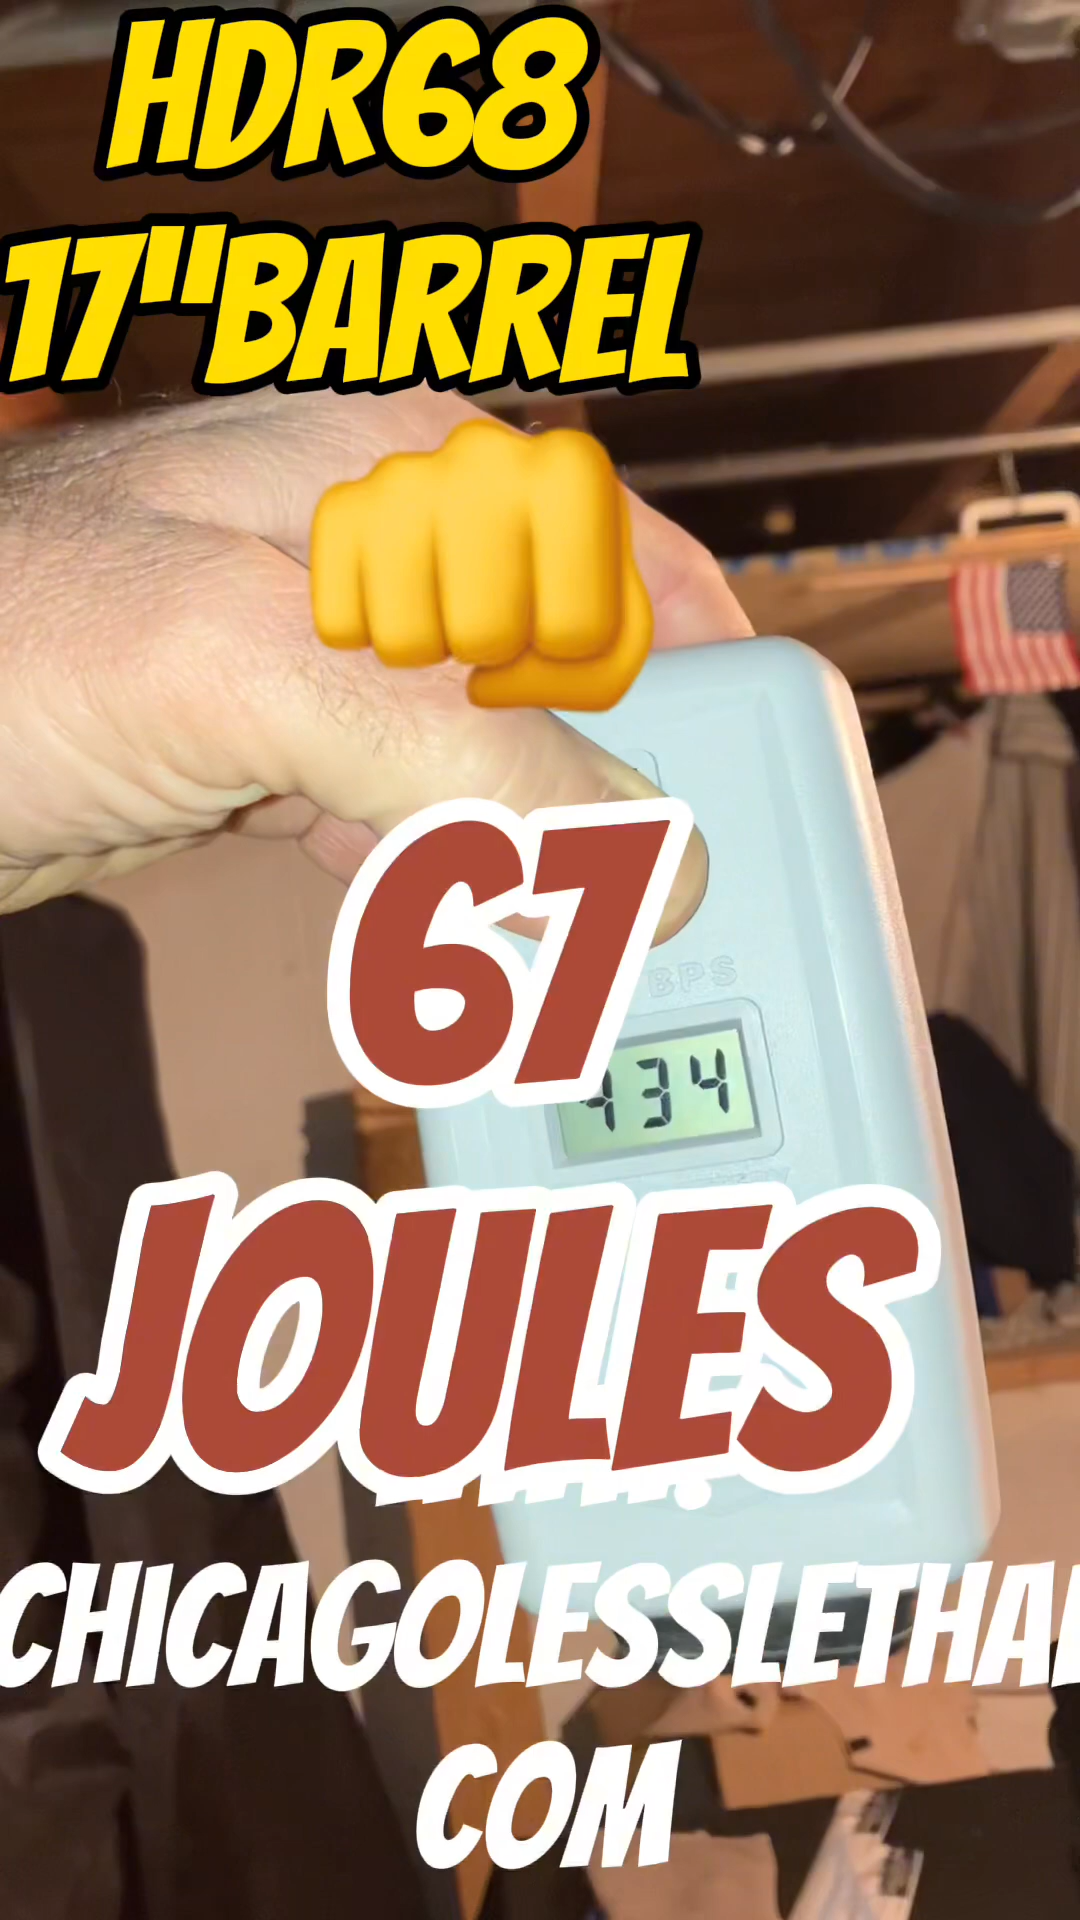 HDR68
17"BARREL
67
BPS
434
JOULES
CHICAGOLESSLETHAL
COM